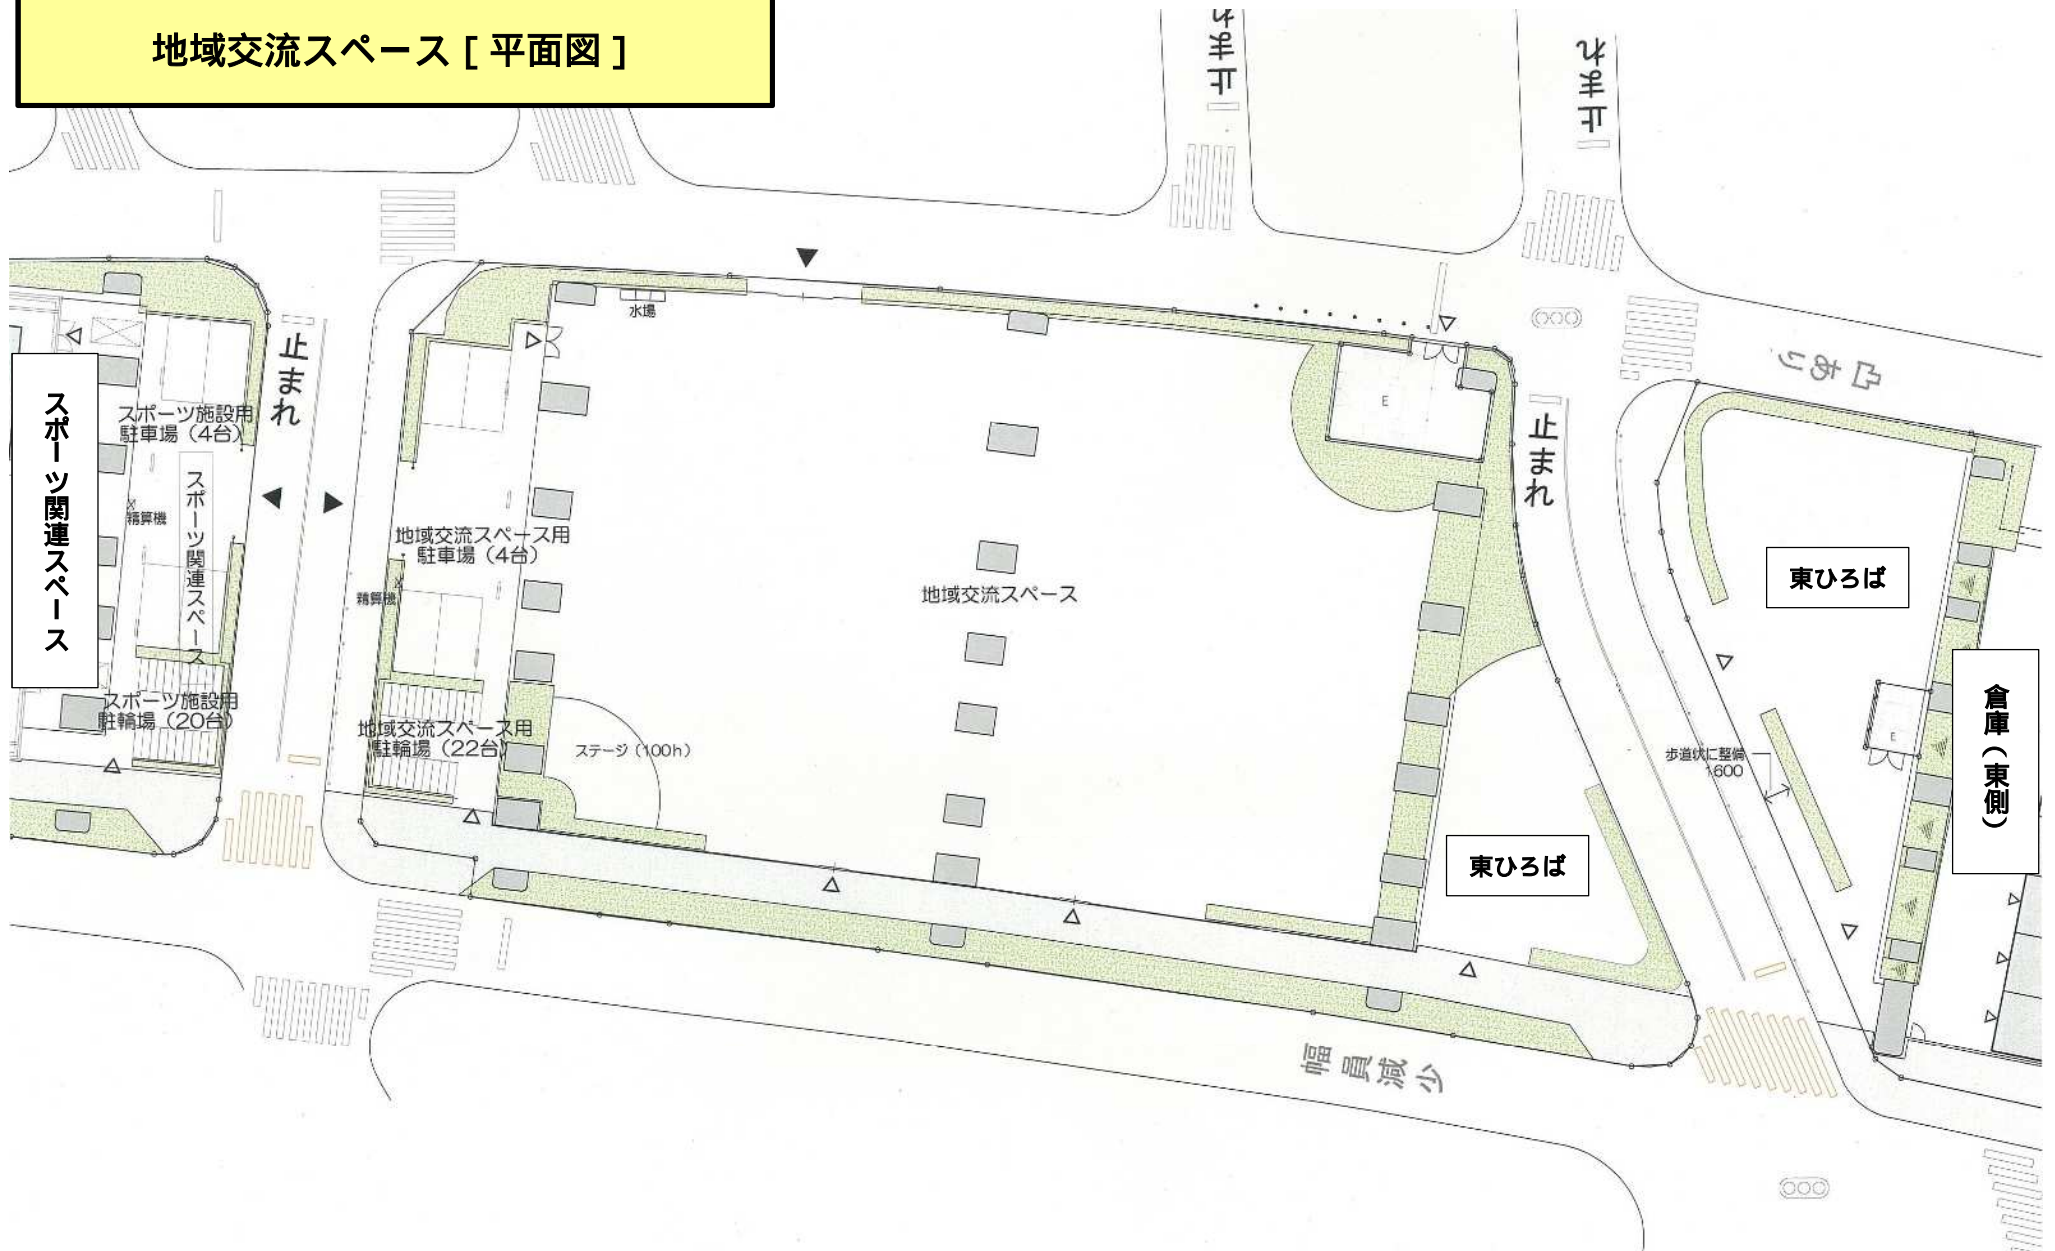 地域交流スペース [ 平面図 ]
止まれ
止まれ
水場
凸あり
E
止まれ
止まれ
スポーツ関連スペース
スポーツ施設用
駐車場（4台）
スポーツ関連スペース
精算機
地域交流スペース用
駐車場（4台）
精算機
地域交流スペース
東ひろば
スポーツ施設用
駐輪場（20台）
地域交流スペース用
駐輪場（22台）
ステージ（100h）
歩道状に整備
1600
E
倉庫（東側）
東ひろば
幅員減少